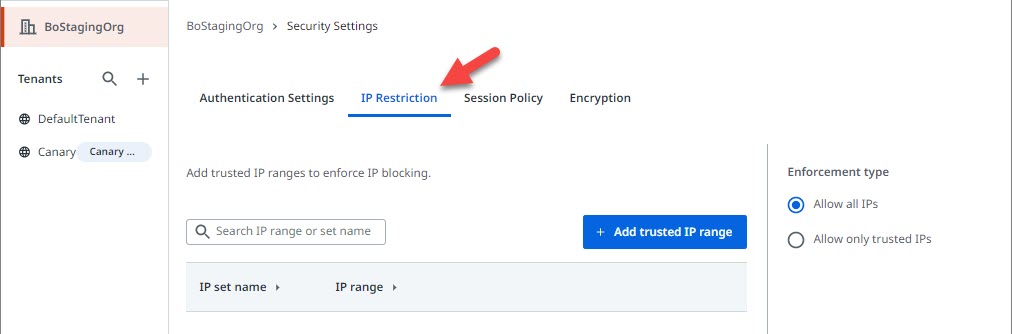 BoStagingOrg
BoStagingOrg > Security Settings
Tenants
DefaultTenant
Canary Canary ...
Authentication Settings IP Restriction Session Policy Encryption
Add trusted IP ranges to enforce IP blocking.
Search IP range or set name
+ Add trusted IP range
IP set name IP range
Enforcement type
Allow all IPs
Allow only trusted IPs